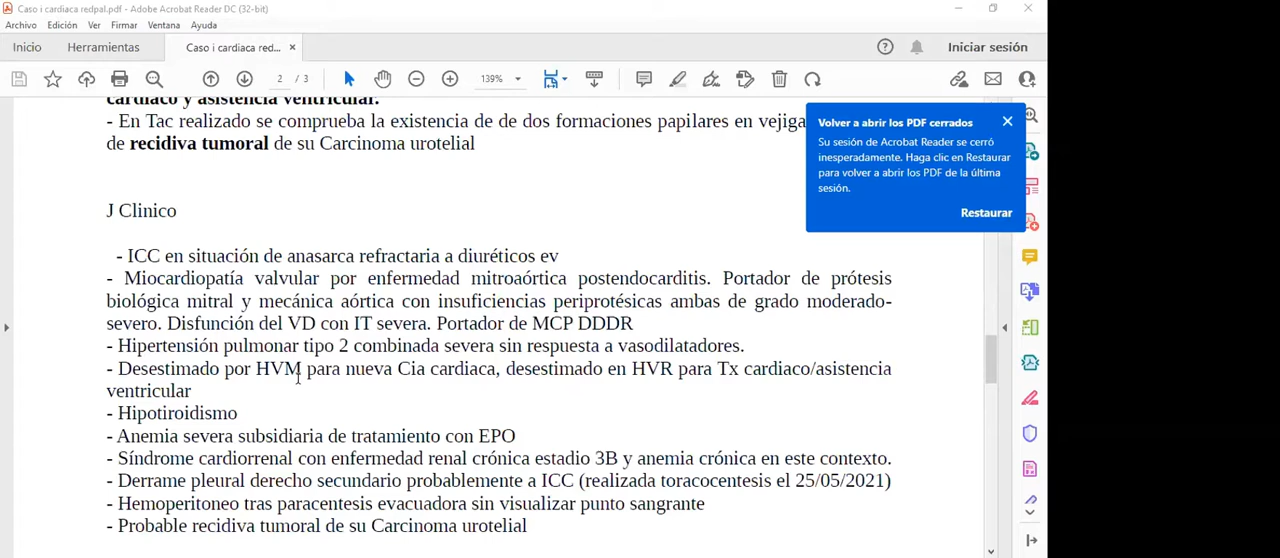 Caso i cardiaca redpal.pdf - Adobe Acrobat Reader DC (32-bit)
Archivo Edición Ver Firmar Ventana Ayuda
Inicio Herramientas Caso i cardiaca red... × Iniciar sesión
2 / 3 139%
cardiaco y asistencia ventricular.
- En Tac realizado se comprueba la existencia de de dos formaciones papilares en vejiga
de recidiva tumoral de su Carcinoma urotelial
Volver a abrir los PDF cerrados
Su sesión de Acrobat Reader se cerró
inesperadamente. Haga clic en Restaurar
para volver a abrir los PDF de la última
sesión.
Restaurar
J Clinico
- ICC en situación de anasarca refractaria a diuréticos ev
- Miocardiopatía valvular por enfermedad mitroaórtica postendocarditis. Portador de prótesis
biológica mitral y mecánica aórtica con insuficiencias periprotésicas ambas de grado moderado-
severo. Disfunción del VD con IT severa. Portador de MCP DDDR
- Hipertensión pulmonar tipo 2 combinada severa sin respuesta a vasodilatadores.
- Desestimado por HVM para nueva Cia cardiaca, desestimado en HVR para Tx cardiaco/asistencia
ventricular
- Hipotiroidismo
- Anemia severa subsidiaria de tratamiento con EPO
- Síndrome cardiorrenal con enfermedad renal crónica estadio 3B y anemia crónica en este contexto.
- Derrame pleural derecho secundario probablemente a ICC (realizada toracocentesis el 25/05/2021)
- Hemoperitoneo tras paracentesis evacuadora sin visualizar punto sangrante
- Probable recidiva tumoral de su Carcinoma urotelial